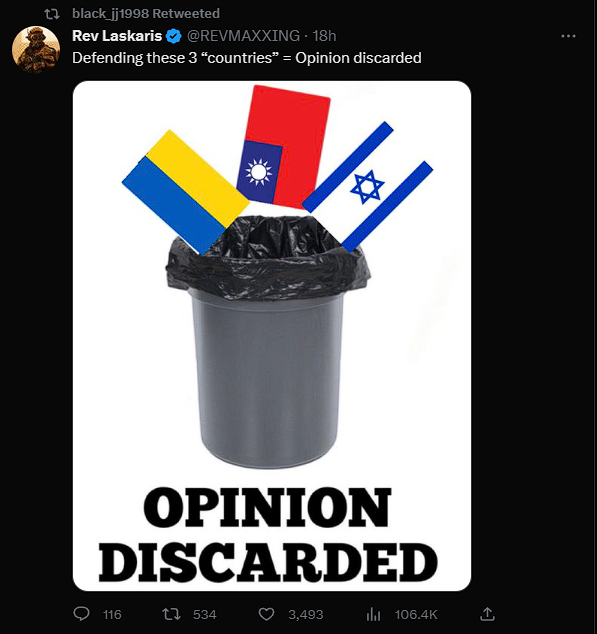 black_jj1998 Retweeted
Rev Laskaris @REVMAXXING · 18h
Defending these 3 “countries” = Opinion discarded
OPINION
DISCARDED
116 534 3,493 106.4K